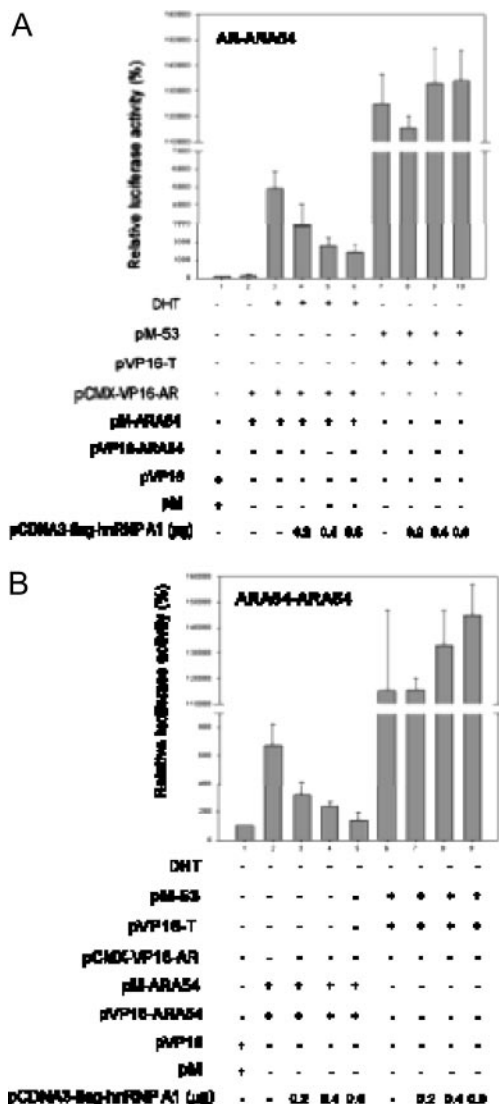 A
AR-ARA54
Relative luciferase activity (%)
1 2 3 4 5 6 7 8 9 10
DHT - - + + + + - - - -
pM-53 - - - - - - + + + +
pVP16-T - - - - - - + + + +
pCMX-VP16-AR - + + + + + - - - -
pM-ARA54 - + + + + + - - - -
pVP16-ARA54 - - - - - - - - - -
pVP16 + - - - - - - - - -
pM + - - - - - - - - -
pCDNA3-flag-hnRNP A1 (μg) - - - 0.2 0.4 0.6 - 0.2 0.4 0.6
B
ARA54-ARA54
Relative luciferase activity (%)
1 2 3 4 5 6 7 8 9
DHT - - - - - - - - -
pM-53 - - - - - + + + +
pVP16-T - - - - - + + + +
pCMX-VP16-AR - - - - - - - - -
pM-ARA54 - + + + + - - - -
pVP16-ARA54 - + + + + - - - -
pVP16 + - - - - - - - -
pM + - - - - - - - -
pCDNA3-flag-hnRNP A1 (μg) - - 0.2 0.4 0.6 - 0.2 0.4 0.6